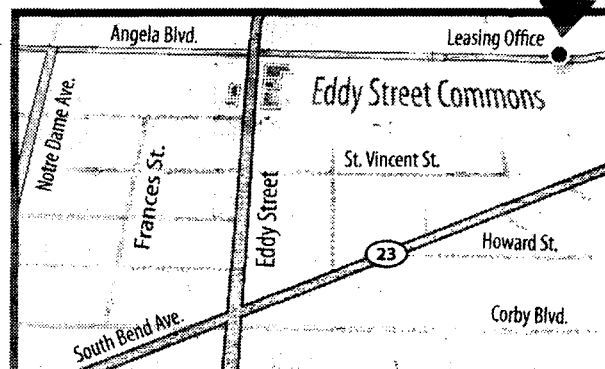 Angela Blvd.
Leasing Office
Eddy Street Commons
Notre Dame Ave.
Frances St.
Eddy Street
St. Vincent St.
23
Howard St.
South Bend Ave.
Corby Blvd.